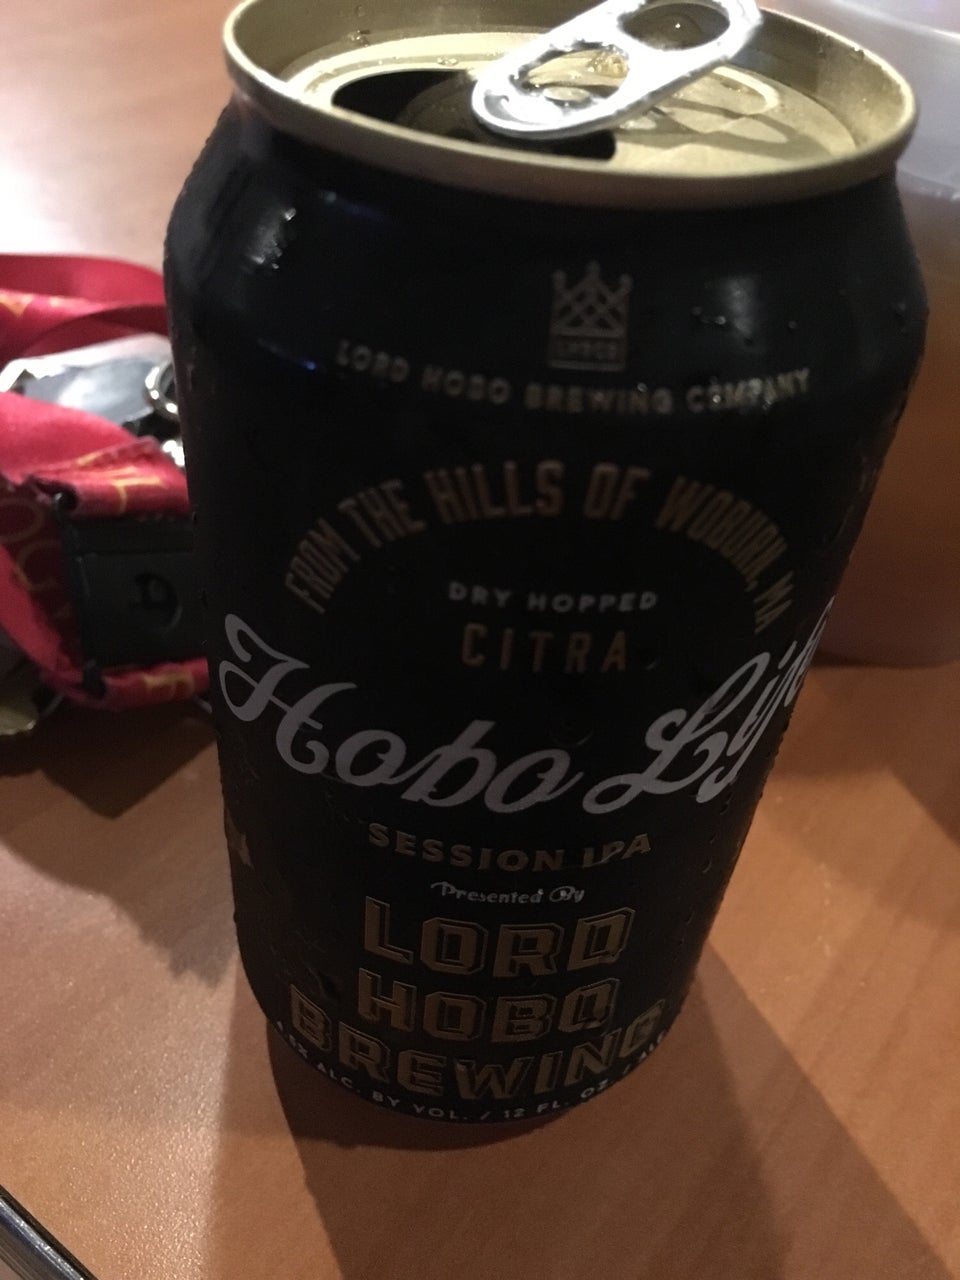 LORD HOBO BREWING COMPANY
FROM THE HILLS OF WOBURN, MA
DRY HOPPED
CITRA
Hobo Life
SESSION IPA
Presented By
LORD
HOBO
BREWING
ALC. BY VOL. / 12 FL. OZ. / ALE